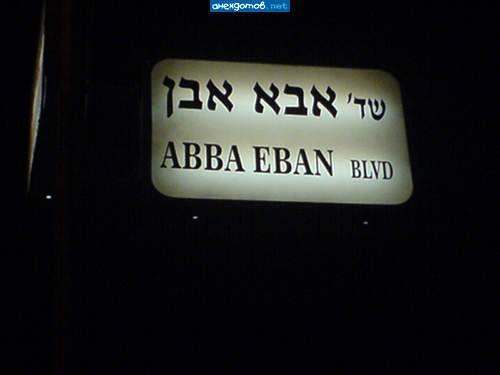 анекдотов.net
שד' אבא אבן
ABBA EBAN BLVD